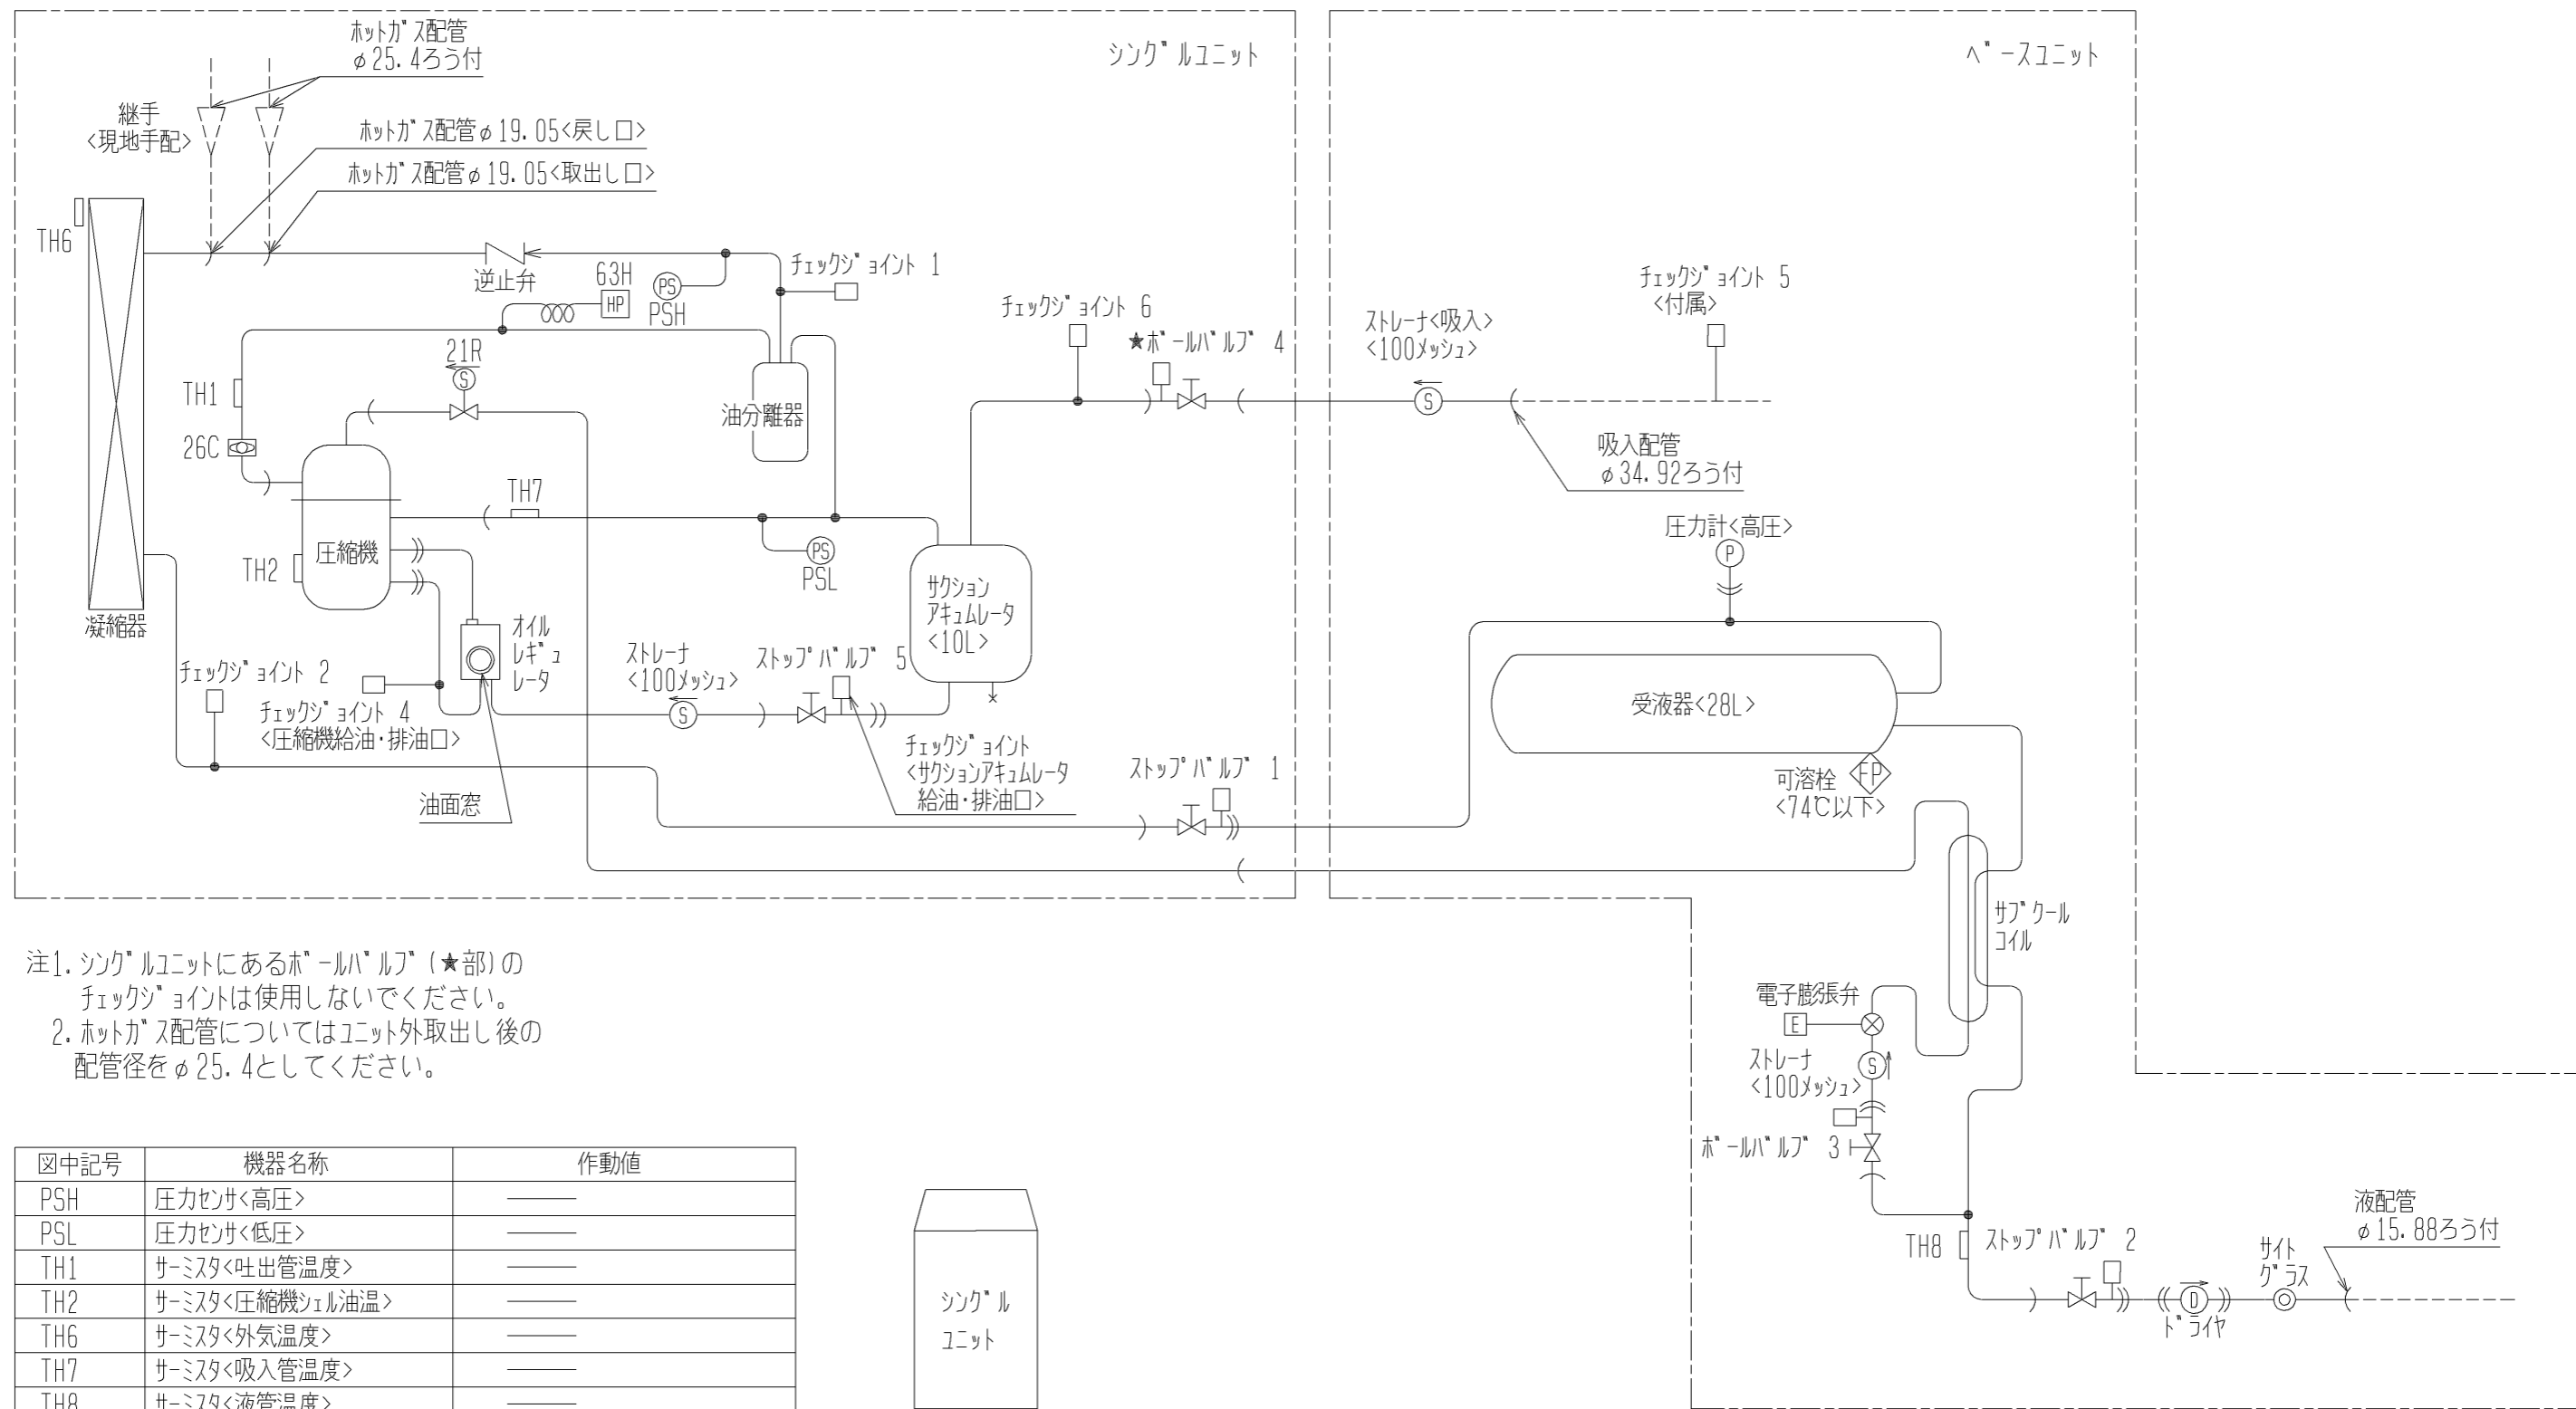 ホットガス配管
φ25.4ろう付
シングルユニット
ベースユニット
継手
<現地手配>
ホットガス配管φ19.05<戻し口>
ホットガス配管φ19.05<取出し口>
TH6
逆止弁
63H
HP
PS
PSH
チェックジョイント 1
チェックジョイント 6
★ボールバルブ 4
ストレーナ<吸入>
<100メッシュ>
チェックジョイント 5
<付属>
21R
S
TH1
26C
油分離器
S
吸入配管
φ34.92ろう付
TH7
圧縮機
TH2
PS
PSL
サクション
アキュムレータ
<10L>
圧力計<高圧>
P
凝縮器
オイル
レギュ
レータ
ストレーナ
<100メッシュ>
S
ストップバルブ 5
チェックジョイント 2
チェックジョイント 4
<圧縮機給油・排油口>
油面窓
チェックジョイント
<サクションアキュムレータ
給油・排油口>
ストップバルブ 1
受液器<28L>
可溶栓
<74℃以下>
FP
サブクール
コイル
電子膨張弁
E
ストレーナ
<100メッシュ>
S
ボールバルブ 3
TH8
ストップバルブ 2
D
ドライヤ
サイト
グラス
液配管
φ15.88ろう付
注1.シングルユニットにあるボールバルブ(★部)の
チェックジョイントは使用しないでください。
2.ホットガス配管についてはユニット外取出し後の
配管径をφ25.4としてください。
図中記号 機器名称 作動値
PSH 圧力センサ<高圧> ―――
PSL 圧力センサ<低圧> ―――
TH1 サーミスタ<吐出管温度> ―――
TH2 サーミスタ<圧縮機シェル油温> ―――
TH6 サーミスタ<外気温度> ―――
TH7 サーミスタ<吸入管温度> ―――
TH8 サーミスタ<液管温度> ―――
シングル
ユニット